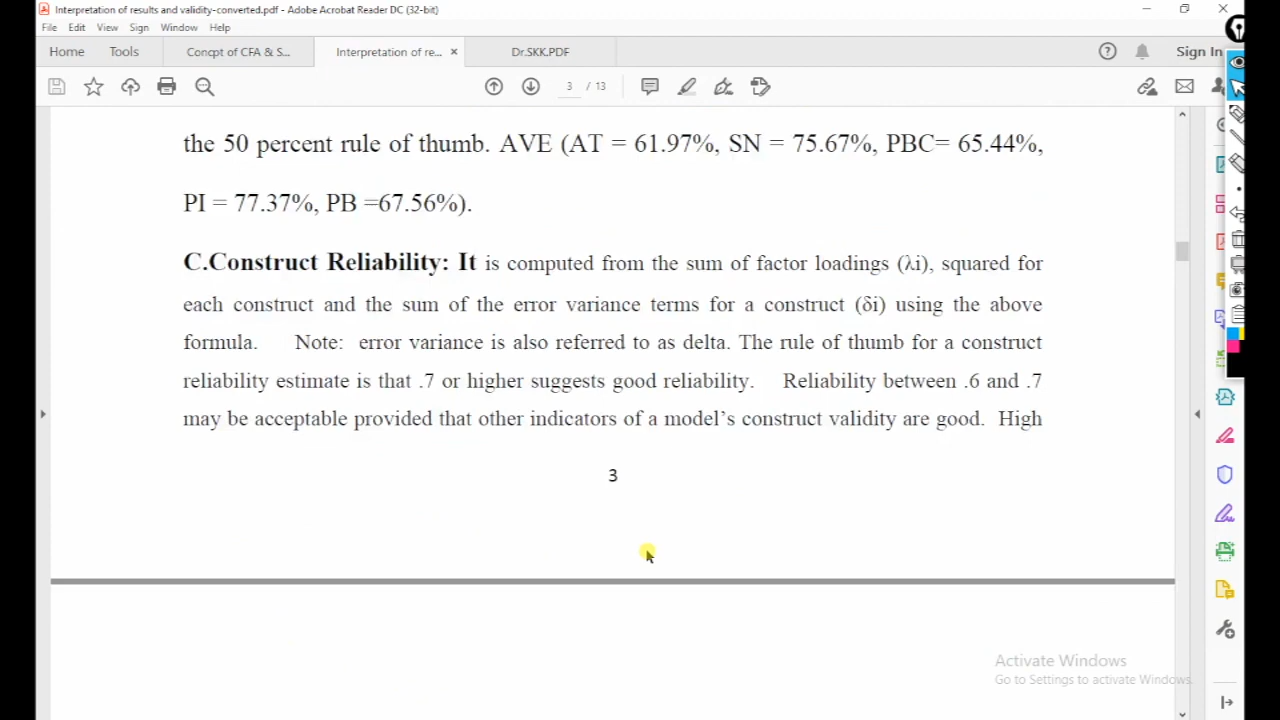 Interpretation of results and validity-converted.pdf - Adobe Acrobat Reader DC (32-bit)
File Edit View Sign Window Help
Home Tools Concpt of CFA & S... Interpretation of re... × Dr.SKK.PDF Sign In
3 / 13
the 50 percent rule of thumb. AVE (AT = 61.97%, SN = 75.67%, PBC= 65.44%,
PI = 77.37%, PB =67.56%).
C.Construct Reliability: It is computed from the sum of factor loadings (λi), squared for
each construct and the sum of the error variance terms for a construct (δi) using the above
formula. Note: error variance is also referred to as delta. The rule of thumb for a construct
reliability estimate is that .7 or higher suggests good reliability. Reliability between .6 and .7
may be acceptable provided that other indicators of a model's construct validity are good. High
3
Activate Windows
Go to Settings to activate Windows.